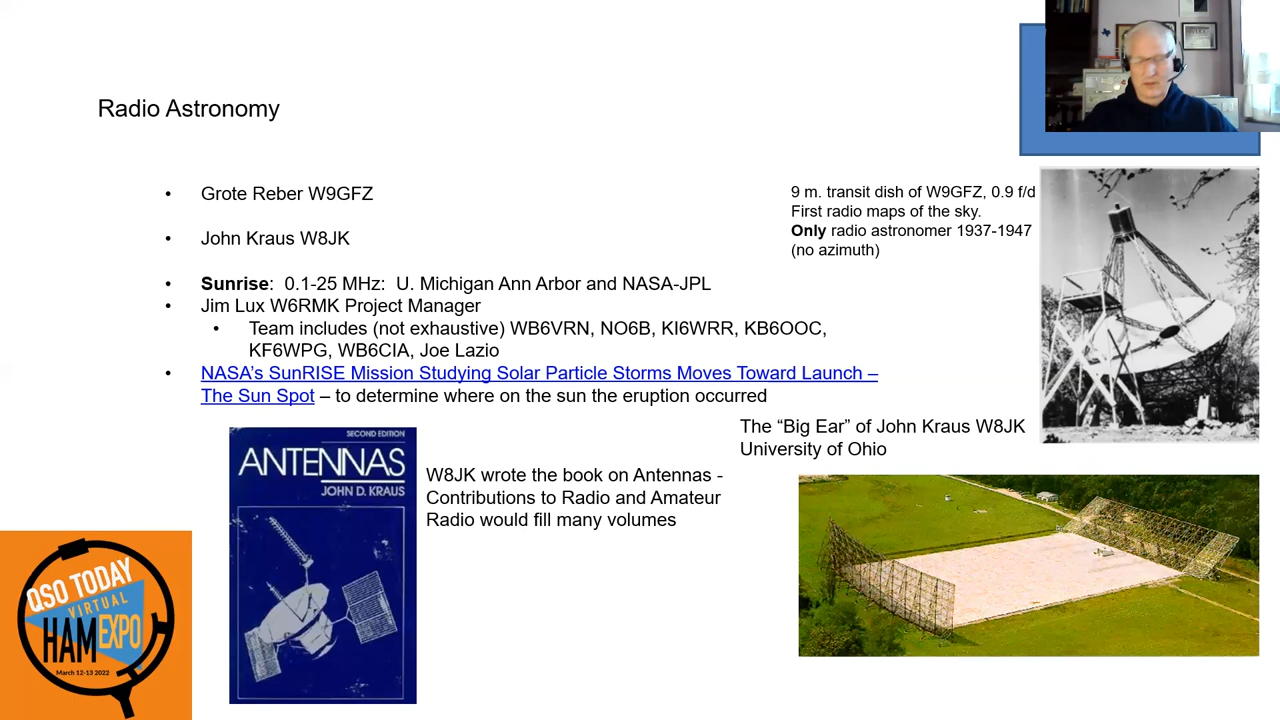 Radio Astronomy
• Grote Reber W9GFZ
• John Kraus W8JK
• Sunrise: 0.1-25 MHz: U. Michigan Ann Arbor and NASA-JPL
• Jim Lux W6RMK Project Manager
• Team includes (not exhaustive) WB6VRN, NO6B, KI6WRR, KB6OOC,
KF6WPG, WB6CIA, Joe Lazio
• NASA's SunRISE Mission Studying Solar Particle Storms Moves Toward Launch –
The Sun Spot – to determine where on the sun the eruption occurred
9 m. transit dish of W9GFZ, 0.9 f/d
First radio maps of the sky.
Only radio astronomer 1937-1947
(no azimuth)
The “Big Ear” of John Kraus W8JK
University of Ohio
SECOND EDITION
ANTENNAS
JOHN D. KRAUS
W8JK wrote the book on Antennas -
Contributions to Radio and Amateur
Radio would fill many volumes
QSO TODAY
VIRTUAL
HAM EXPO
March 12-13 2022